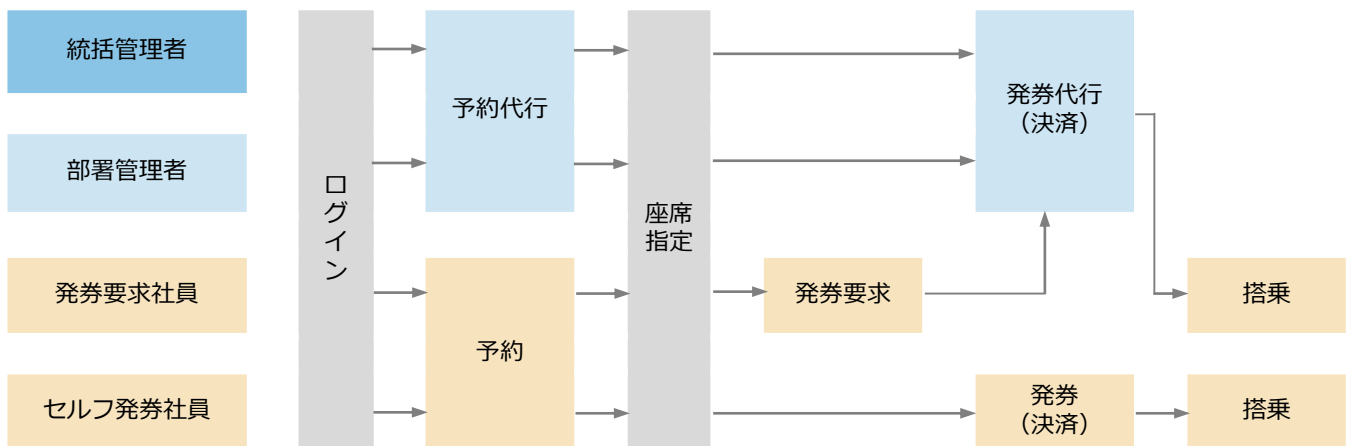 統括管理者
部署管理者
発券要求社員
セルフ発券社員
ログイン
予約代行
予約
座席
指定
発券要求
発券代行
（決済）
発券
（決済）
搭乗
搭乗